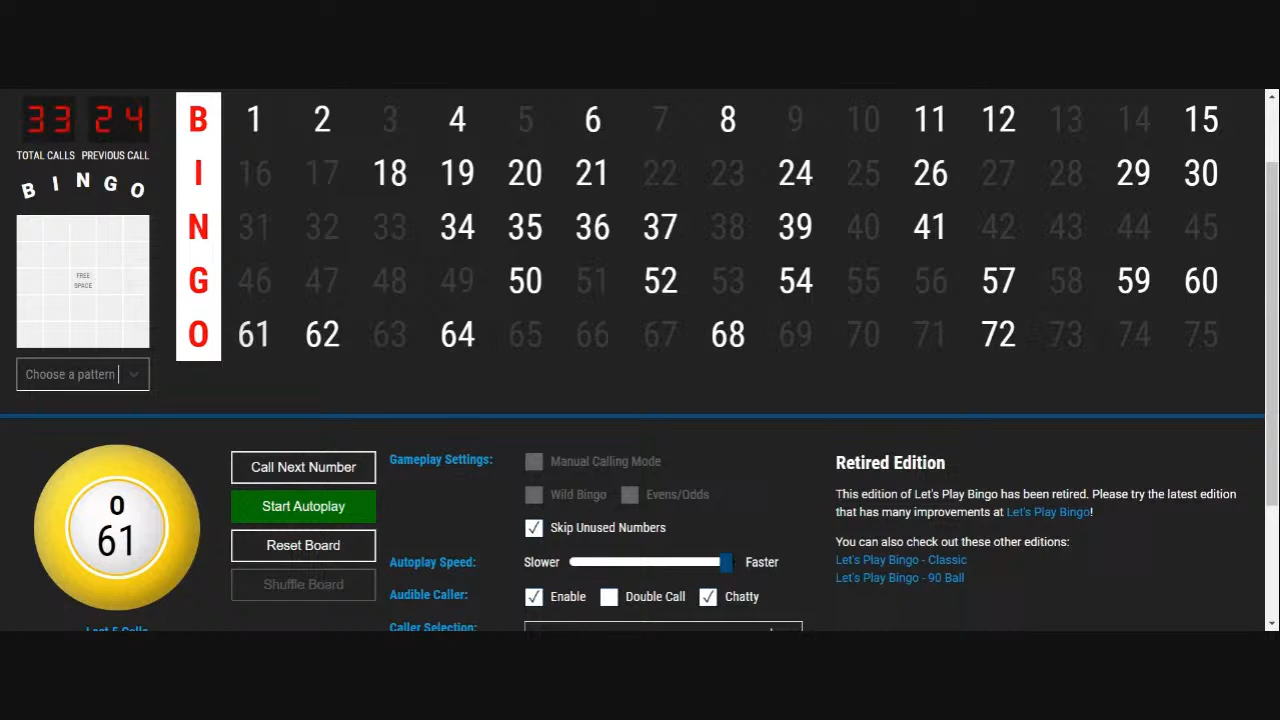 33 24
TOTAL CALLS PREVIOUS CALL
B I N G O
FREE
SPACE
Choose a pattern
B 1 2 3 4 5 6 7 8 9 10 11 12 13 14 15
I 16 17 18 19 20 21 22 23 24 25 26 27 28 29 30
N 31 32 33 34 35 36 37 38 39 40 41 42 43 44 45
G 46 47 48 49 50 51 52 53 54 55 56 57 58 59 60
O 61 62 63 64 65 66 67 68 69 70 71 72 73 74 75
O
61
Last 5 Calls
Call Next Number
Start Autoplay
Reset Board
Shuffle Board
Gameplay Settings:
Manual Calling Mode
Wild Bingo Evens/Odds
Skip Unused Numbers
Autoplay Speed: Slower Faster
Audible Caller: Enable Double Call Chatty
Caller Selection:
Retired Edition
This edition of Let's Play Bingo has been retired. Please try the latest edition
that has many improvements at Let's Play Bingo!
You can also check out these other editions:
Let's Play Bingo - Classic
Let's Play Bingo - 90 Ball